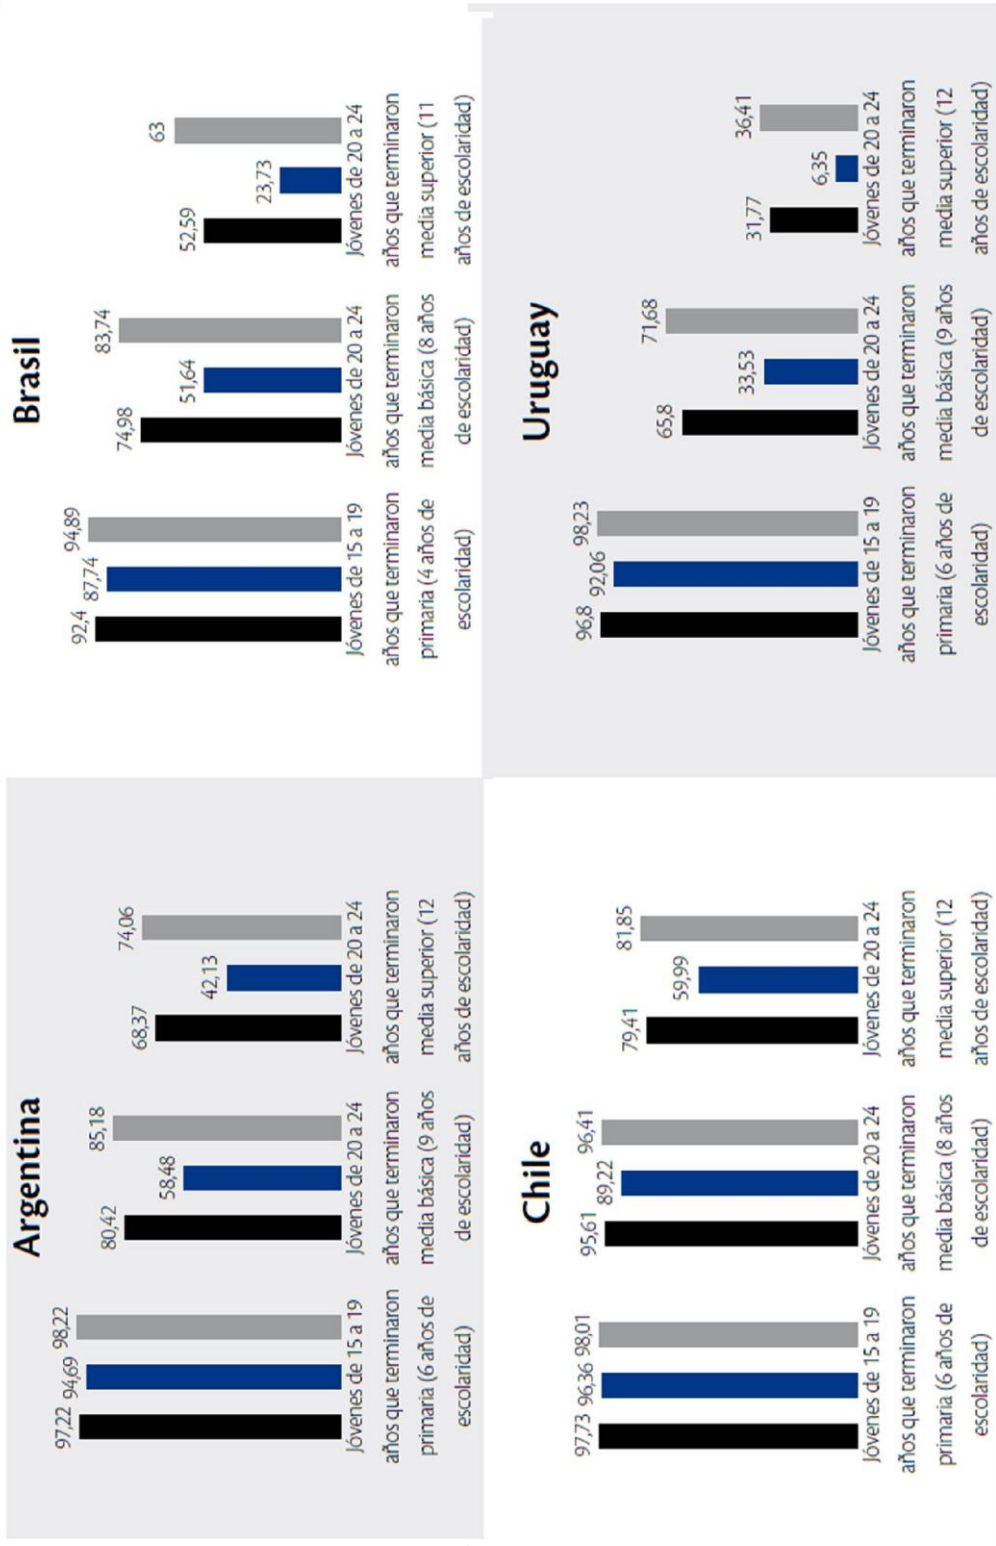 Argentina
97,22
94,69
98,22
Jóvenes de 15 a 19
años que terminaron
primaria (6 años de
escolaridad)
80,42
58,48
85,18
Jóvenes de 20 a 24
años que terminaron
media básica (9 años
de escolaridad)
68,37
42,13
74,06
Jóvenes de 20 a 24
años que terminaron
media superior (12
años de escolaridad)
Brasil
92,4
87,74
94,89
Jóvenes de 15 a 19
años que terminaron
primaria (4 años de
escolaridad)
74,98
51,64
83,74
Jóvenes de 20 a 24
años que terminaron
media básica (8 años
de escolaridad)
52,59
23,73
63
Jóvenes de 20 a 24
años que terminaron
media superior (11
años de escolaridad)
Chile
97,73
96,36
98,01
Jóvenes de 15 a 19
años que terminaron
primaria (6 años de
escolaridad)
95,61
89,22
96,41
Jóvenes de 20 a 24
años que terminaron
media básica (8 años
de escolaridad)
79,41
59,99
81,85
Jóvenes de 20 a 24
años que terminaron
media superior (12
años de escolaridad)
Uruguay
96,8
92,06
98,23
Jóvenes de 15 a 19
años que terminaron
primaria (6 años de
escolaridad)
65,8
33,53
71,68
Jóvenes de 20 a 24
años que terminaron
media básica (9 años
de escolaridad)
31,77
6,35
36,41
Jóvenes de 20 a 24
años que terminaron
media superior (12
años de escolaridad)